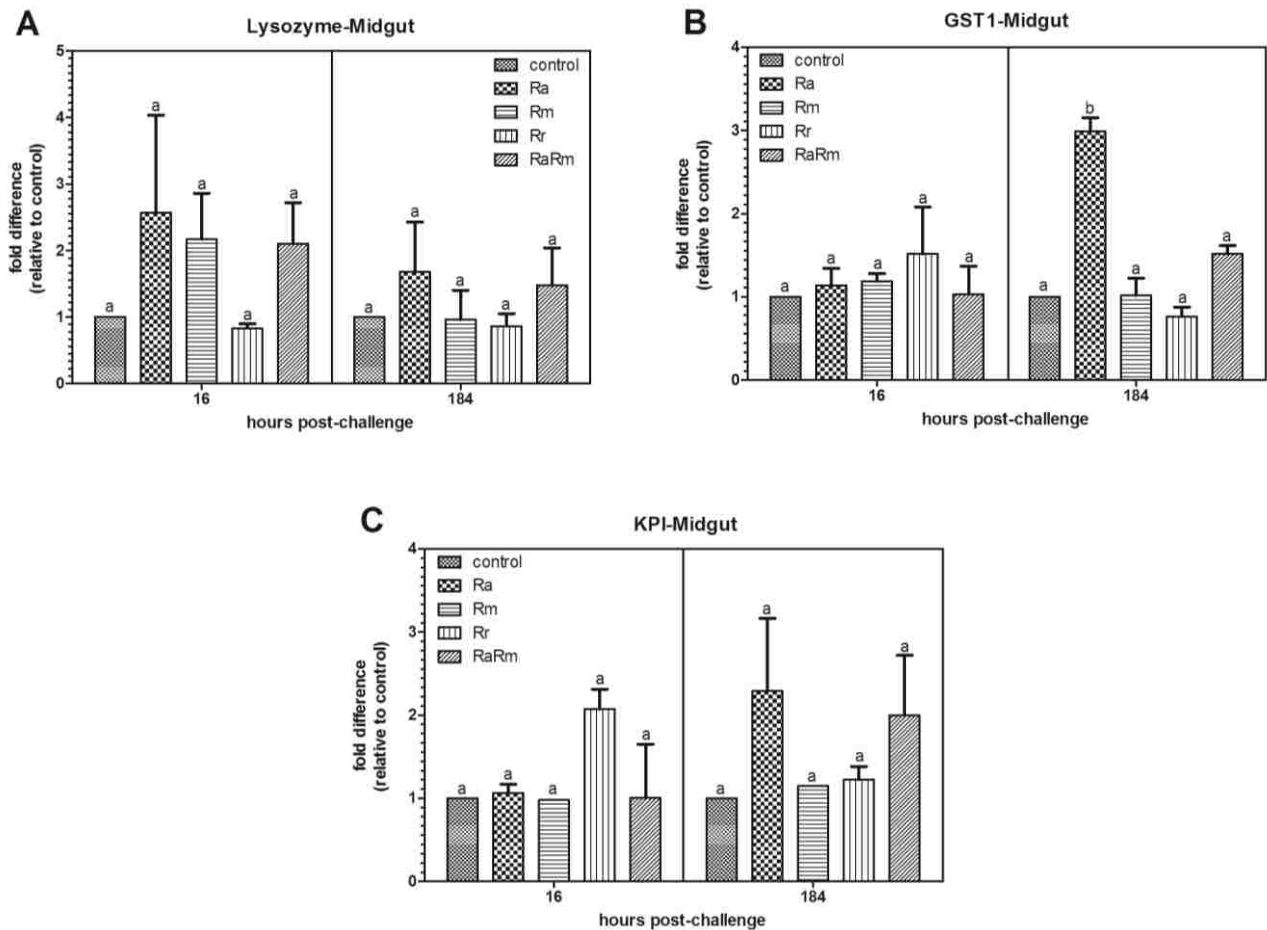 A
Lysozyme-Midgut
fold difference
(relative to control)
5
4
3
2
1
0
control
Ra
Rm
Rr
RaRm
a a a a a a a a a a
16 184
hours post-challenge
B
GST1-Midgut
fold difference
(relative to control)
4
3
2
1
0
control
Ra
Rm
Rr
RaRm
a a a a a a b a a a
16 184
hours post-challenge
C
KPI-Midgut
fold difference
(relative to control)
4
3
2
1
0
control
Ra
Rm
Rr
RaRm
a a a a a a a a a a
16 184
hours post-challenge